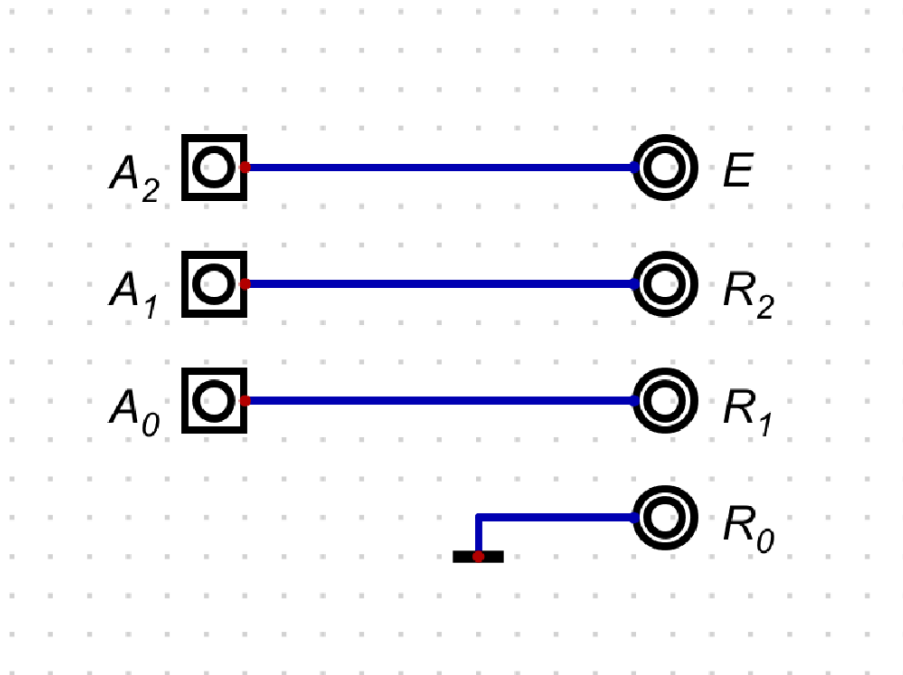 A₂ E
A₁ R₂
A₀ R₁
R₀